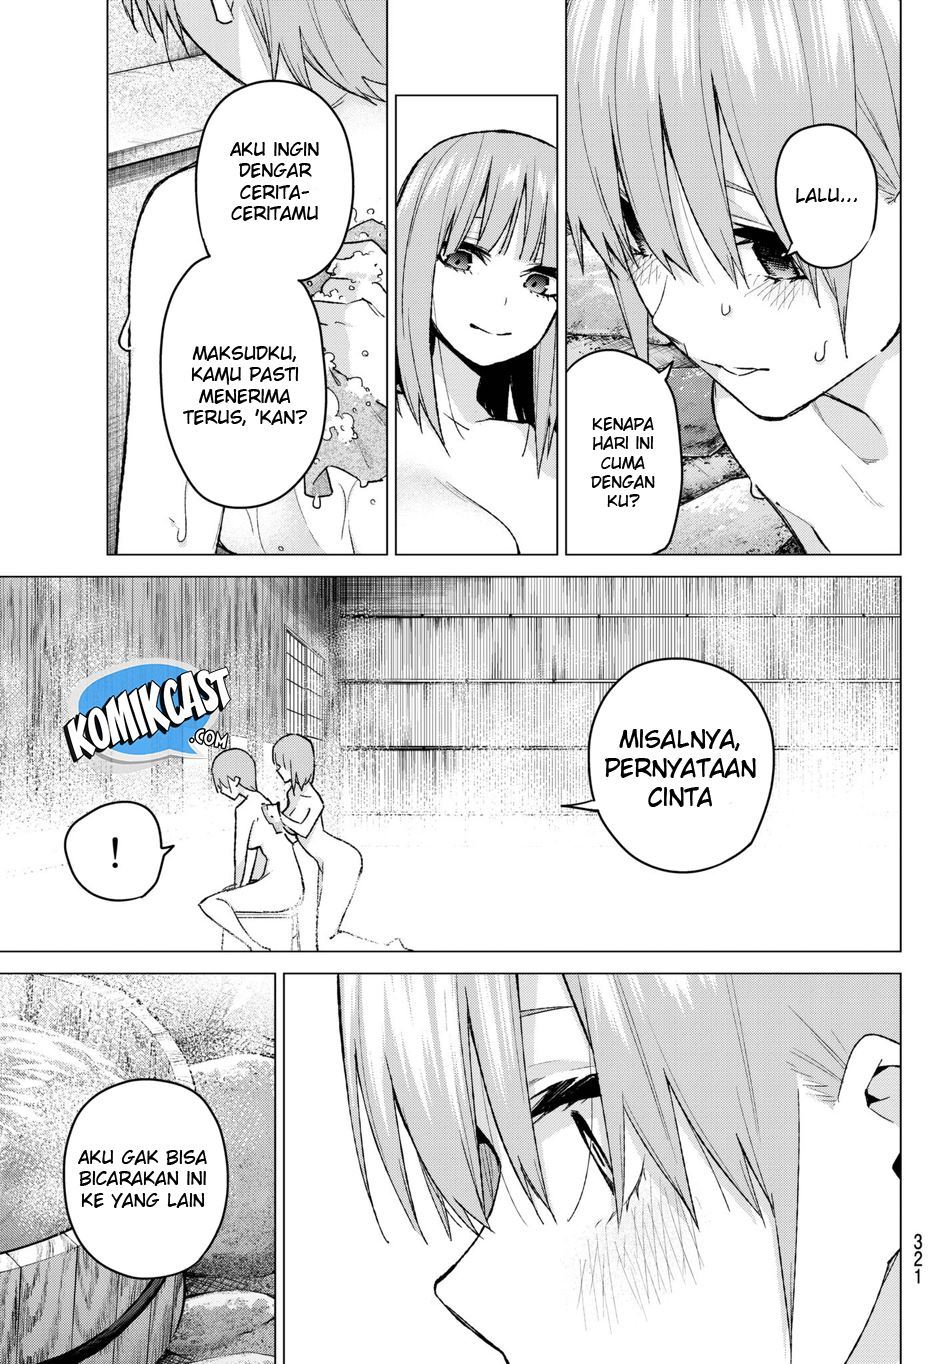 LALU...
KENAPA
HARI INI
CUMA
DENGAN
KU?
AKU INGIN
DENGAR
CERITA-
CERITAMU
MAKSUDKU,
KAMU PASTI
MENERIMA
TERUS, 'KAN?
MISALNYA,
PERNYATAAN
CINTA
KOMIKCAST
.COM
!
AKU GAK BISA
BICARAKAN INI
KE YANG LAIN
321